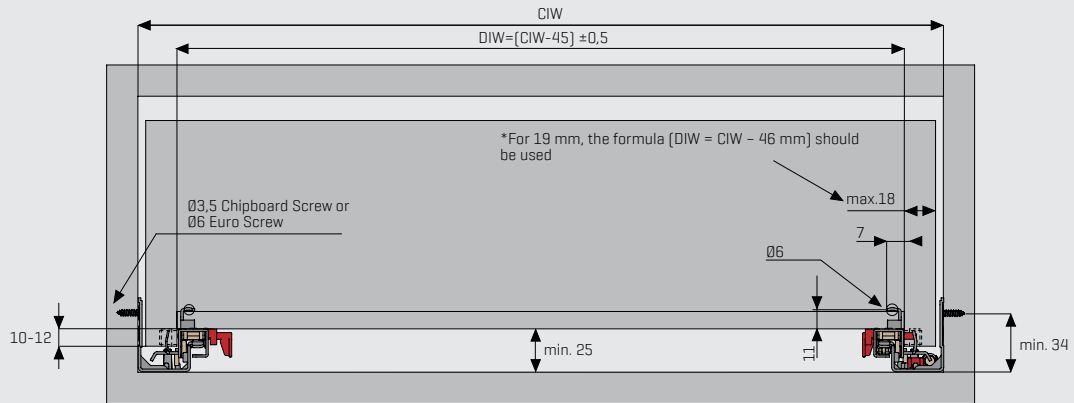 CIW
DIW=(CIW-45) ±0,5
*For 19 mm, the formula (DIW = CIW – 46 mm) should
be used
max.18
Ø3,5 Chipboard Screw or
Ø6 Euro Screw
7
Ø6
10-12
min. 25
11
min. 34